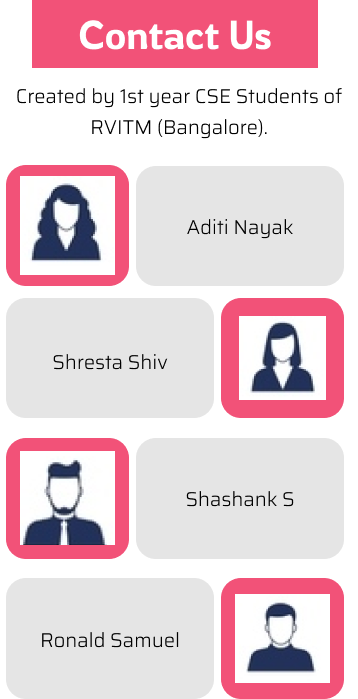 Contact Us
Created by 1st year CSE Students of
RVITM (Bangalore).
Aditi Nayak
Shresta Shiv
Shashank S
Ronald Samuel